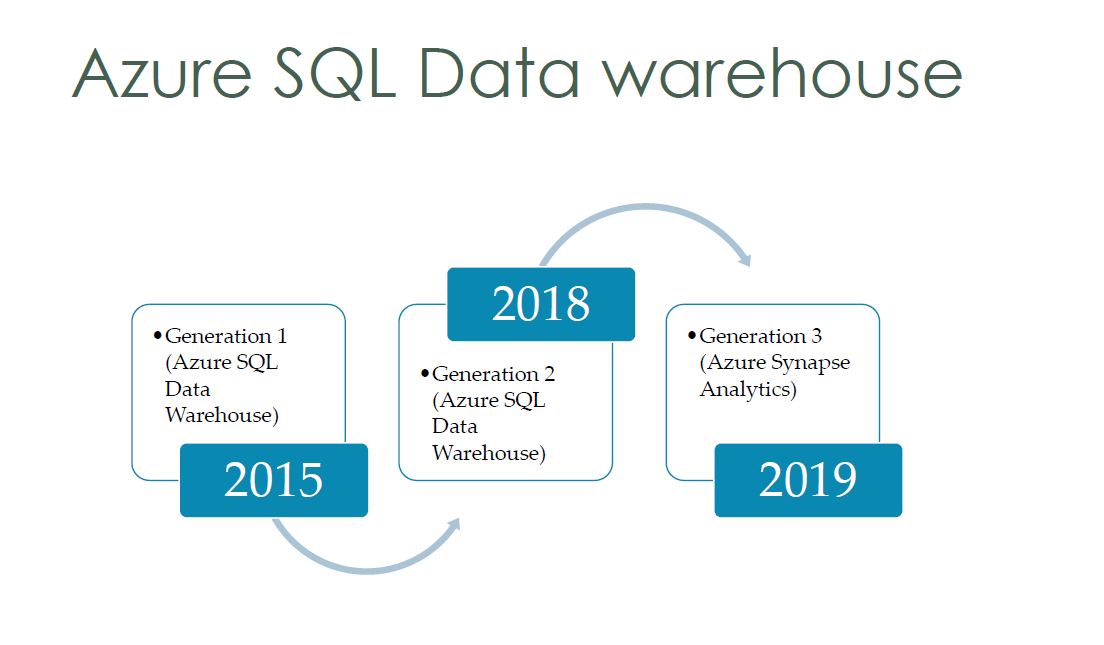 Azure SQL Data warehouse
•Generation 1
(Azure SQL
Data
Warehouse)
2015
2018
•Generation 2
(Azure SQL
Data
Warehouse)
•Generation 3
(Azure Synapse
Analytics)
2019